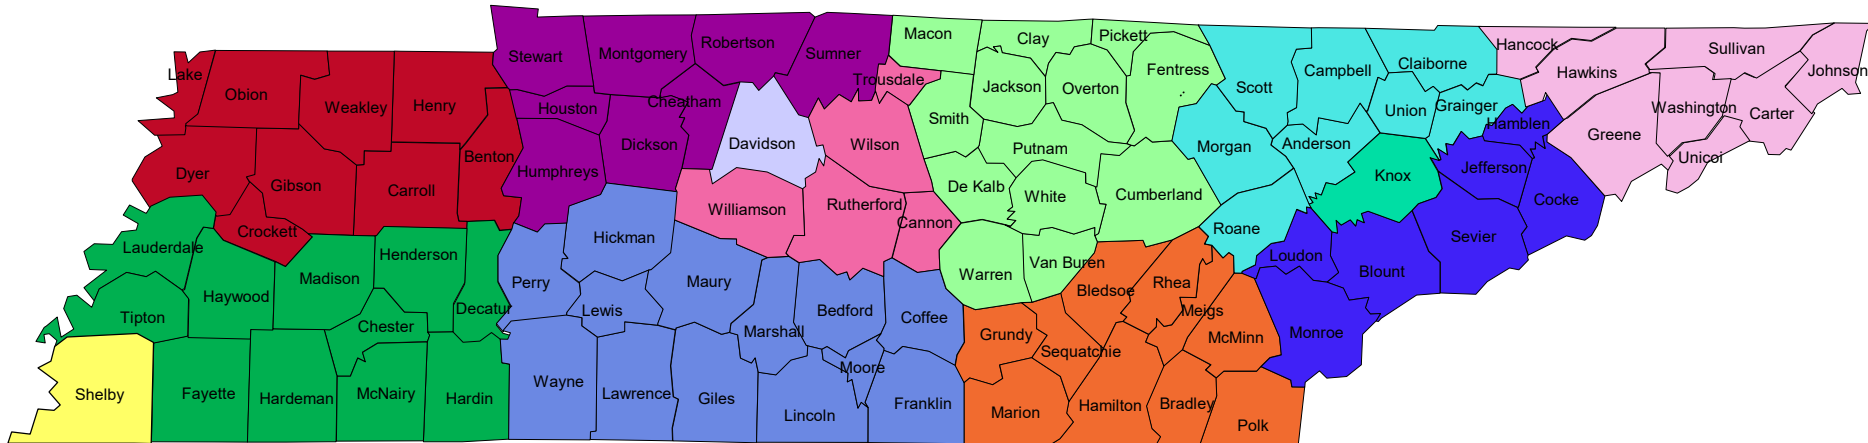 Lake
Obion
Weakley
Henry
Stewart
Montgomery
Robertson
Sumner
Macon
Clay
Pickett
Fentress
Scott
Campbell
Claiborne
Hancock
Hawkins
Sullivan
Johnson
Trousdale
Jackson
Overton
Houston
Cheatham
Union
Grainger
Washington
Carter
Smith
Hamblen
Greene
Dyer
Gibson
Carroll
Benton
Humphreys
Dickson
Davidson
Wilson
Putnam
Morgan
Anderson
Unicoi
De Kalb
White
Cumberland
Knox
Jefferson
Cocke
Crockett
Williamson
Rutherford
Cannon
Roane
Sevier
Lauderdale
Haywood
Madison
Henderson
Decatur
Perry
Hickman
Maury
Warren
Van Buren
Bledsoe
Rhea
Loudon
Blount
Tipton
Chester
Lewis
Marshall
Bedford
Coffee
Grundy
Sequatchie
Meigs
McMinn
Monroe
Shelby
Fayette
Hardeman
McNairy
Hardin
Wayne
Lawrence
Giles
Lincoln
Moore
Franklin
Marion
Hamilton
Bradley
Polk